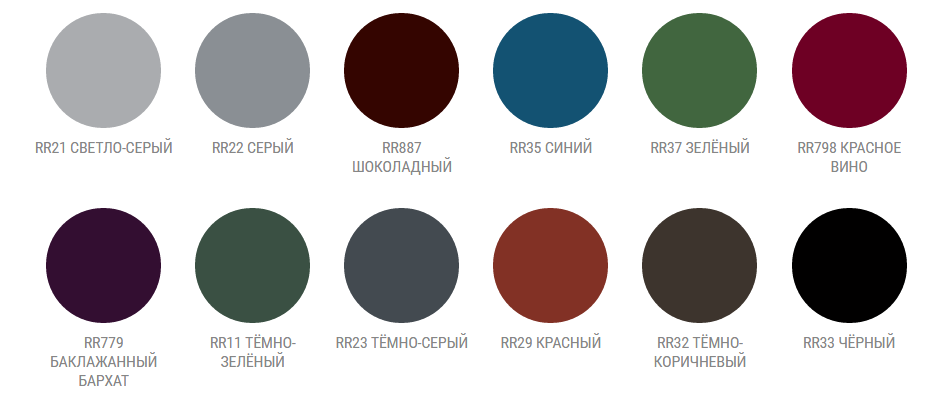 RR21 СВЕТЛО-СЕРЫЙ
RR22 СЕРЫЙ
RR887
ШОКОЛАДНЫЙ
RR35 СИНИЙ
RR37 ЗЕЛЁНЫЙ
RR798 КРАСНОЕ
ВИНО
RR779
БАКЛАЖАННЫЙ
БАРХАТ
RR11 ТЁМНО-
ЗЕЛЁНЫЙ
RR23 ТЁМНО-СЕРЫЙ
RR29 КРАСНЫЙ
RR32 ТЁМНО-
КОРИЧНЕВЫЙ
RR33 ЧЁРНЫЙ